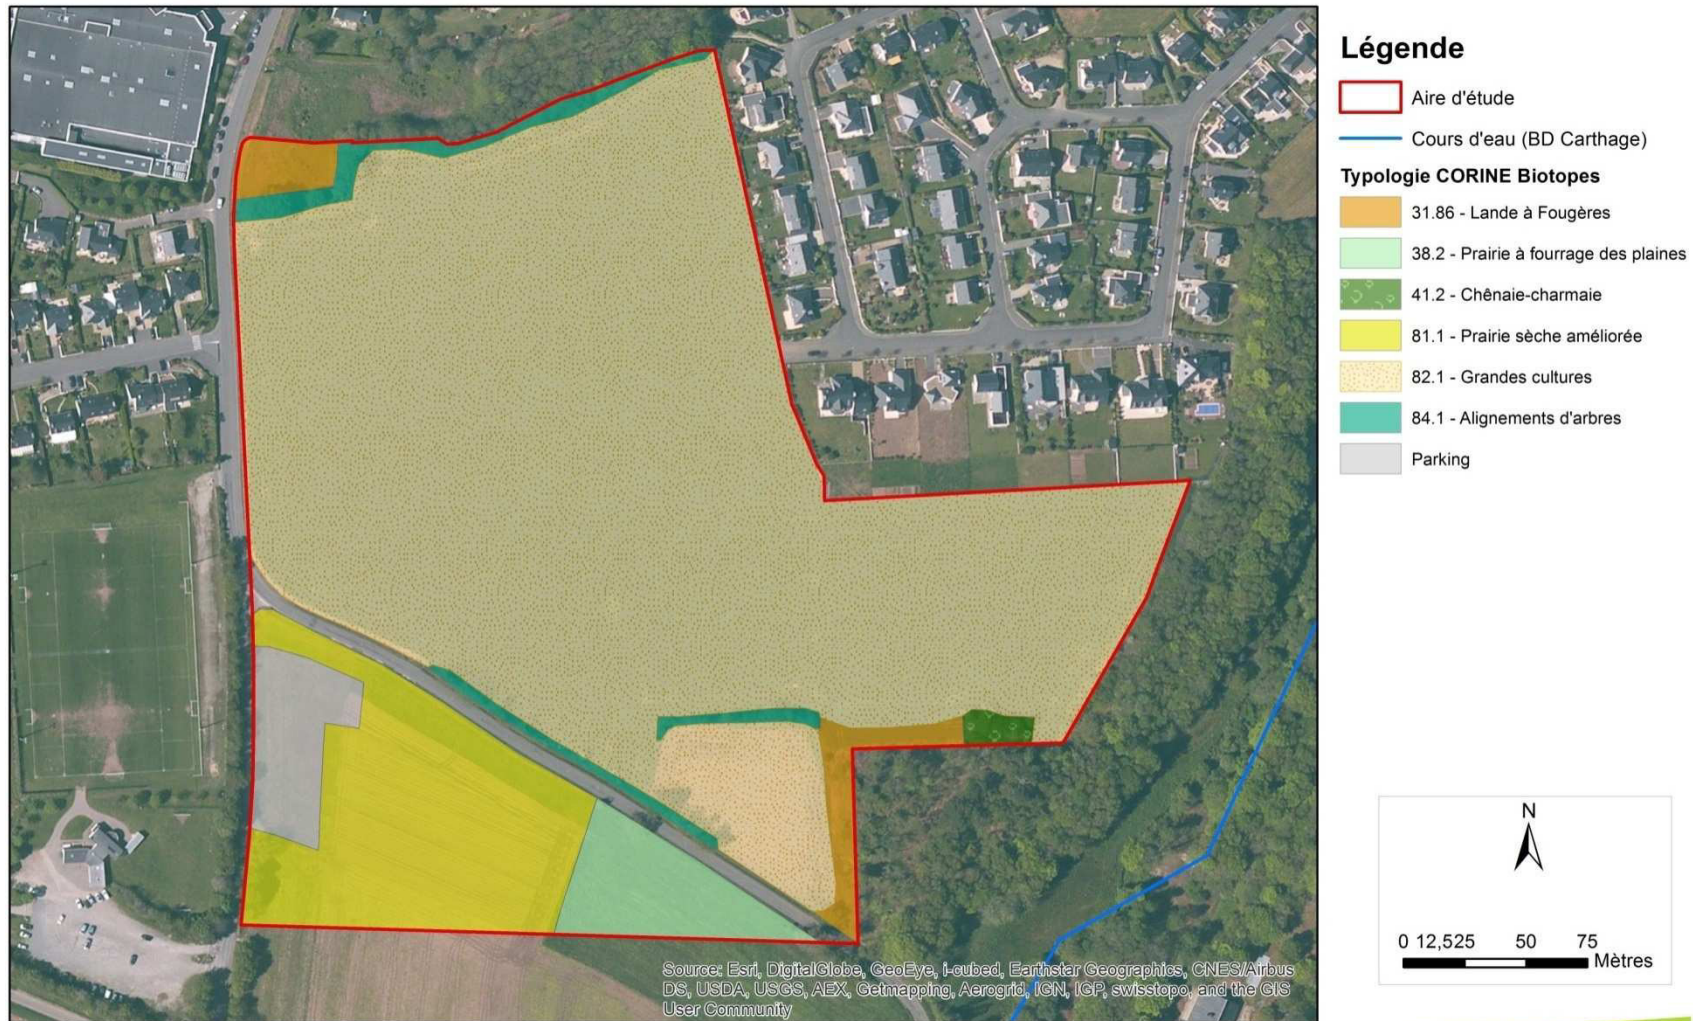 Légende
Aire d'étude
Cours d'eau (BD Carthage)
Typologie CORINE Biotopes
31.86 - Lande à Fougères
38.2 - Prairie à fourrage des plaines
41.2 - Chênaie-charmaie
81.1 - Prairie sèche améliorée
82.1 - Grandes cultures
84.1 - Alignements d'arbres
Parking
N
0 12,525 50 75
Mètres
Source: Esri, DigitalGlobe, GeoEye, i-cubed, Earthstar Geographics, CNES/Airbus
DS, USDA, USGS, AEX, Getmapping, Aerogrid, IGN, IGP, swisstopo, and the GIS
User Community